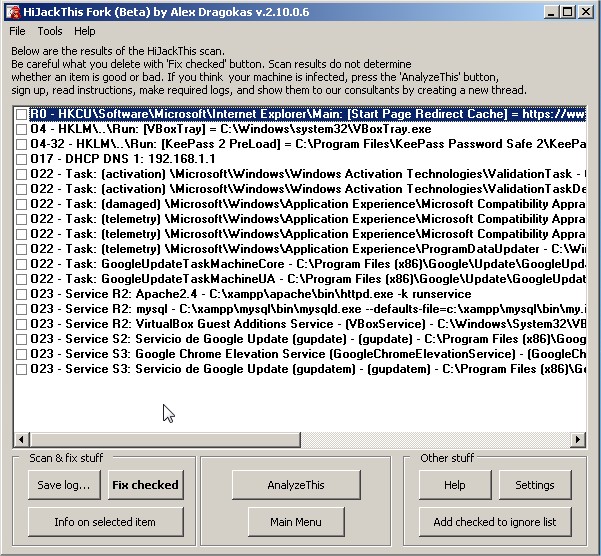 HiJackThis Fork (Beta) by Alex Dragokas v.2.10.0.6
File Tools Help
Below are the results of the HiJackThis scan.
Be careful what you delete with 'Fix checked' button. Scan results do not determine
whether an item is good or bad. If you think your machine is infected, press the 'AnalyzeThis' button,
sign up, read instructions, make required logs, and show them to our consultants by creating a new thread.
R0 - HKCU\Software\Microsoft\Internet Explorer\Main: [Start Page Redirect Cache] = https://ww
O4 - HKLM\..\Run: [VBoxTray] = C:\Windows\system32\VBoxTray.exe
O4-32 - HKLM\..\Run: [KeePass 2 PreLoad] = C:\Program Files\KeePass Password Safe 2\KeePa
O17 - DHCP DNS 1: 192.168.1.1
O22 - Task: (activation) \Microsoft\Windows\Windows Activation Technologies\ValidationTask - C
O22 - Task: (activation) \Microsoft\Windows\Windows Activation Technologies\ValidationTaskDe
O22 - Task: (damaged) \Microsoft\Windows\Application Experience\Microsoft Compatibility Appra
O22 - Task: (telemetry) \Microsoft\Windows\Application Experience\Microsoft Compatibility Appra
O22 - Task: (telemetry) \Microsoft\Windows\Application Experience\Microsoft Compatibility Appra
O22 - Task: (telemetry) \Microsoft\Windows\Application Experience\ProgramDataUpdater - C:\Wi
O22 - Task: GoogleUpdateTaskMachineCore - C:\Program Files (x86)\Google\Update\GoogleUpd
O22 - Task: GoogleUpdateTaskMachineUA - C:\Program Files (x86)\Google\Update\GoogleUpda
O23 - Service R2: Apache2.4 - C:\xampp\apache\bin\httpd.exe -k runservice
O23 - Service R2: mysql - C:\xampp\mysql\bin\mysqld.exe --defaults-file=c:\xampp\mysql\bin\my.i
O23 - Service R2: VirtualBox Guest Additions Service - (VBoxService) - C:\Windows\System32\VB
O23 - Service S2: Servicio de Google Update (gupdate) - (gupdate) - C:\Program Files (x86)\Goog
O23 - Service S3: Google Chrome Elevation Service (GoogleChromeElevationService) - (GoogleCh
O23 - Service S3: Servicio de Google Update (gupdatem) - (gupdatem) - C:\Program Files (x86)\Go
Scan & fix stuff
Save log...
Fix checked
Info on selected item
AnalyzeThis
Main Menu
Other stuff
Help
Settings
Add checked to ignore list